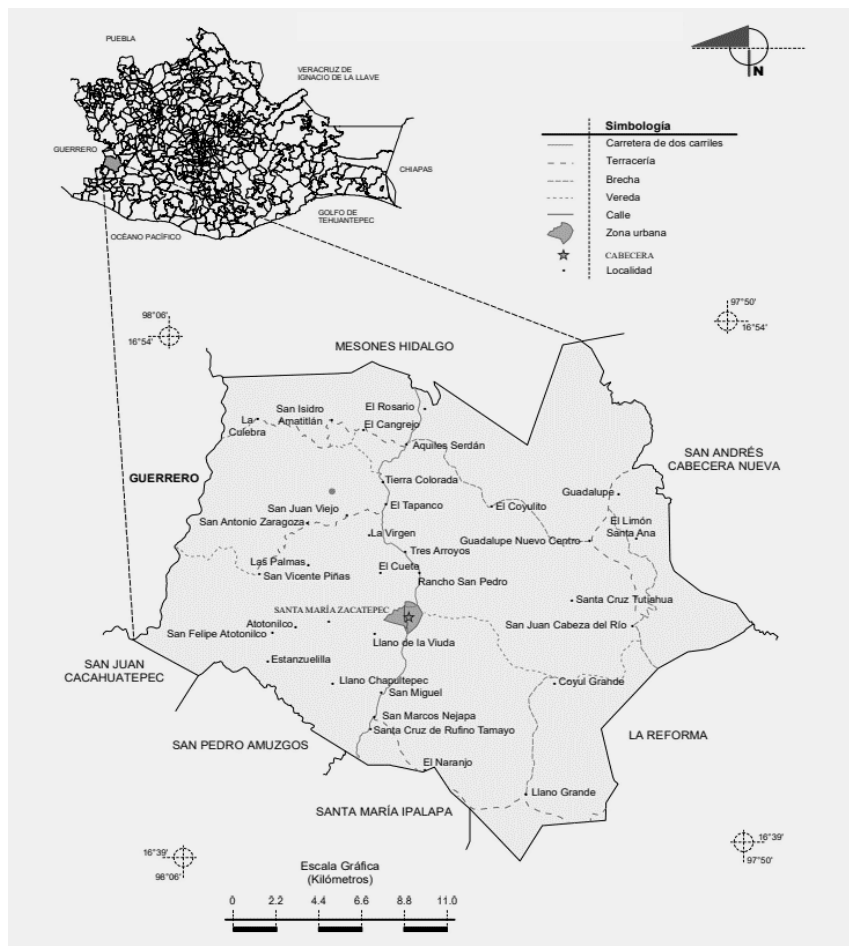 PUEBLA
VERACRUZ DE
IGNACIO DE LA LLAVE
GUERRERO
CHIAPAS
GOLFO DE
TEHUANTEPEC
OCÉANO PACÍFICO
N
Simbología
Carretera de dos carriles
Terracería
Brecha
Vereda
Calle
Zona urbana
CABECERA
Localidad
98°06'
16°54'
97°50'
16°54'
MESONES HIDALGO
El Rosario
San Isidro
Amatitlán
La
Culebra
El Cangrejo
Aquiles Serdán
SAN ANDRÉS
CABECERA NUEVA
GUERRERO
Tierra Colorada
Guadalupe
San Juan Viejo
El Tapanco
El Coyulito
San Antonio Zaragoza
El Limón
Santa Ana
La Virgen
Guadalupe Nuevo Centro
Tres Arroyos
Las Palmas
El Cuete
San Vicente Piñas
Rancho San Pedro
Santa Cruz Tutiahua
SANTA MARÍA ZACATEPEC
Atotonilco
San Juan Cabeza del Río
San Felipe Atotonilco
Llano de la Viuda
Estanzuelilla
SAN JUAN
CACAHUATEPEC
Llano Chapultepec
Coyul Grande
San Miguel
San Marcos Nejapa
Santa Cruz de Rufino Tamayo
LA REFORMA
SAN PEDRO AMUZGOS
El Naranjo
Llano Grande
SANTA MARÍA IPALAPA
16°39'
98°06'
16°39'
97°50'
Escala Gráfica
(Kilómetros)
0 2.2 4.4 6.6 8.8 11.0